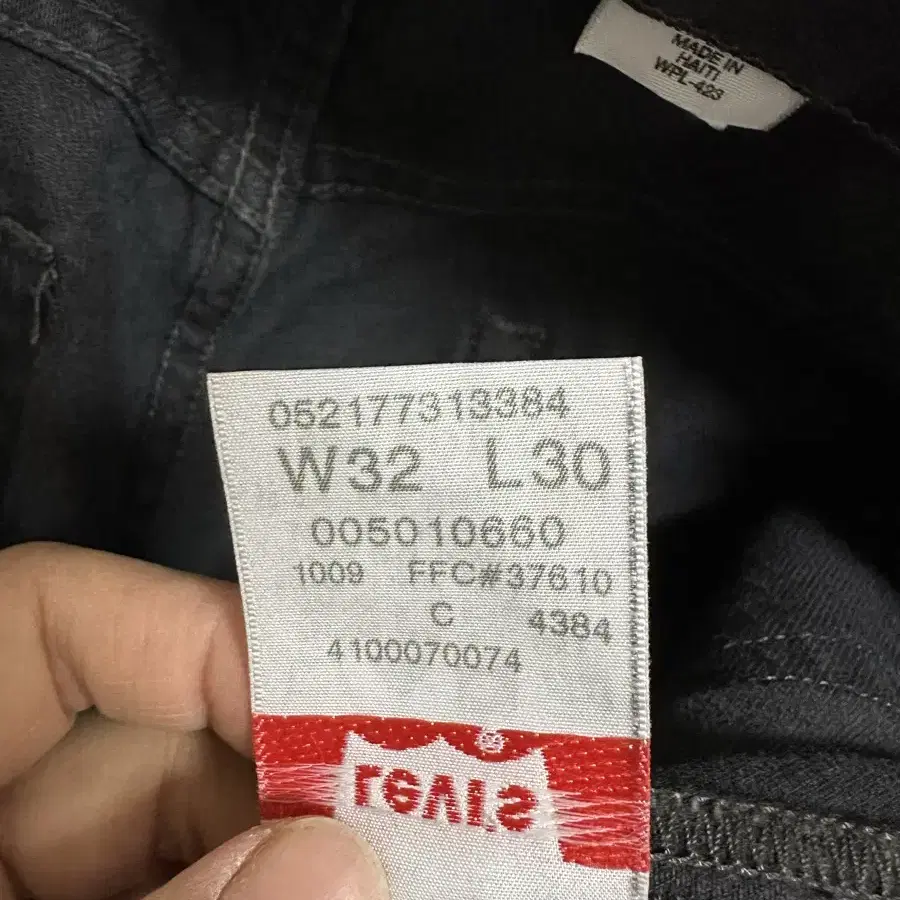 MADE IN
HAITI
WPL-423
052177313384
W32 L30
005010660
1009 FFC#37610
C 4384
4100070074
Levi's